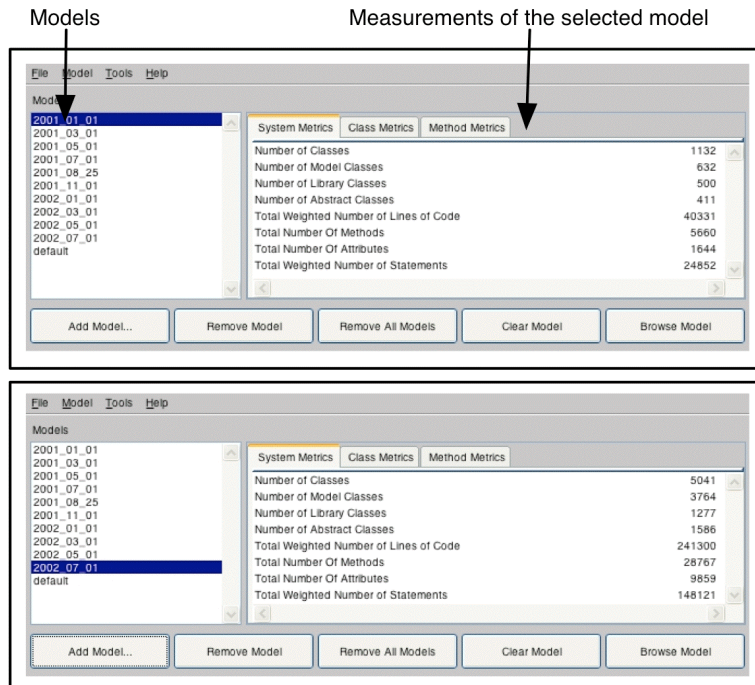 Models
Measurements of the selected model
File Model Tools Help
Models
2001_01_01
2001_03_01
2001_05_01
2001_07_01
2001_08_25
2001_11_01
2002_01_01
2002_03_01
2002_05_01
2002_07_01
default
System Metrics Class Metrics Method Metrics
Number of Classes 1132
Number of Model Classes 632
Number of Library Classes 500
Number of Abstract Classes 411
Total Weighted Number of Lines of Code 40331
Total Number Of Methods 5660
Total Number Of Attributes 1644
Total Weighted Number of Statements 24852
Add Model... Remove Model Remove All Models Clear Model Browse Model
File Model Tools Help
Models
2001_01_01
2001_03_01
2001_05_01
2001_07_01
2001_08_25
2001_11_01
2002_01_01
2002_03_01
2002_05_01
2002_07_01
default
System Metrics Class Metrics Method Metrics
Number of Classes 5041
Number of Model Classes 3764
Number of Library Classes 1277
Number of Abstract Classes 1586
Total Weighted Number of Lines of Code 241300
Total Number Of Methods 28767
Total Number Of Attributes 9859
Total Weighted Number of Statements 148121
Add Model... Remove Model Remove All Models Clear Model Browse Model